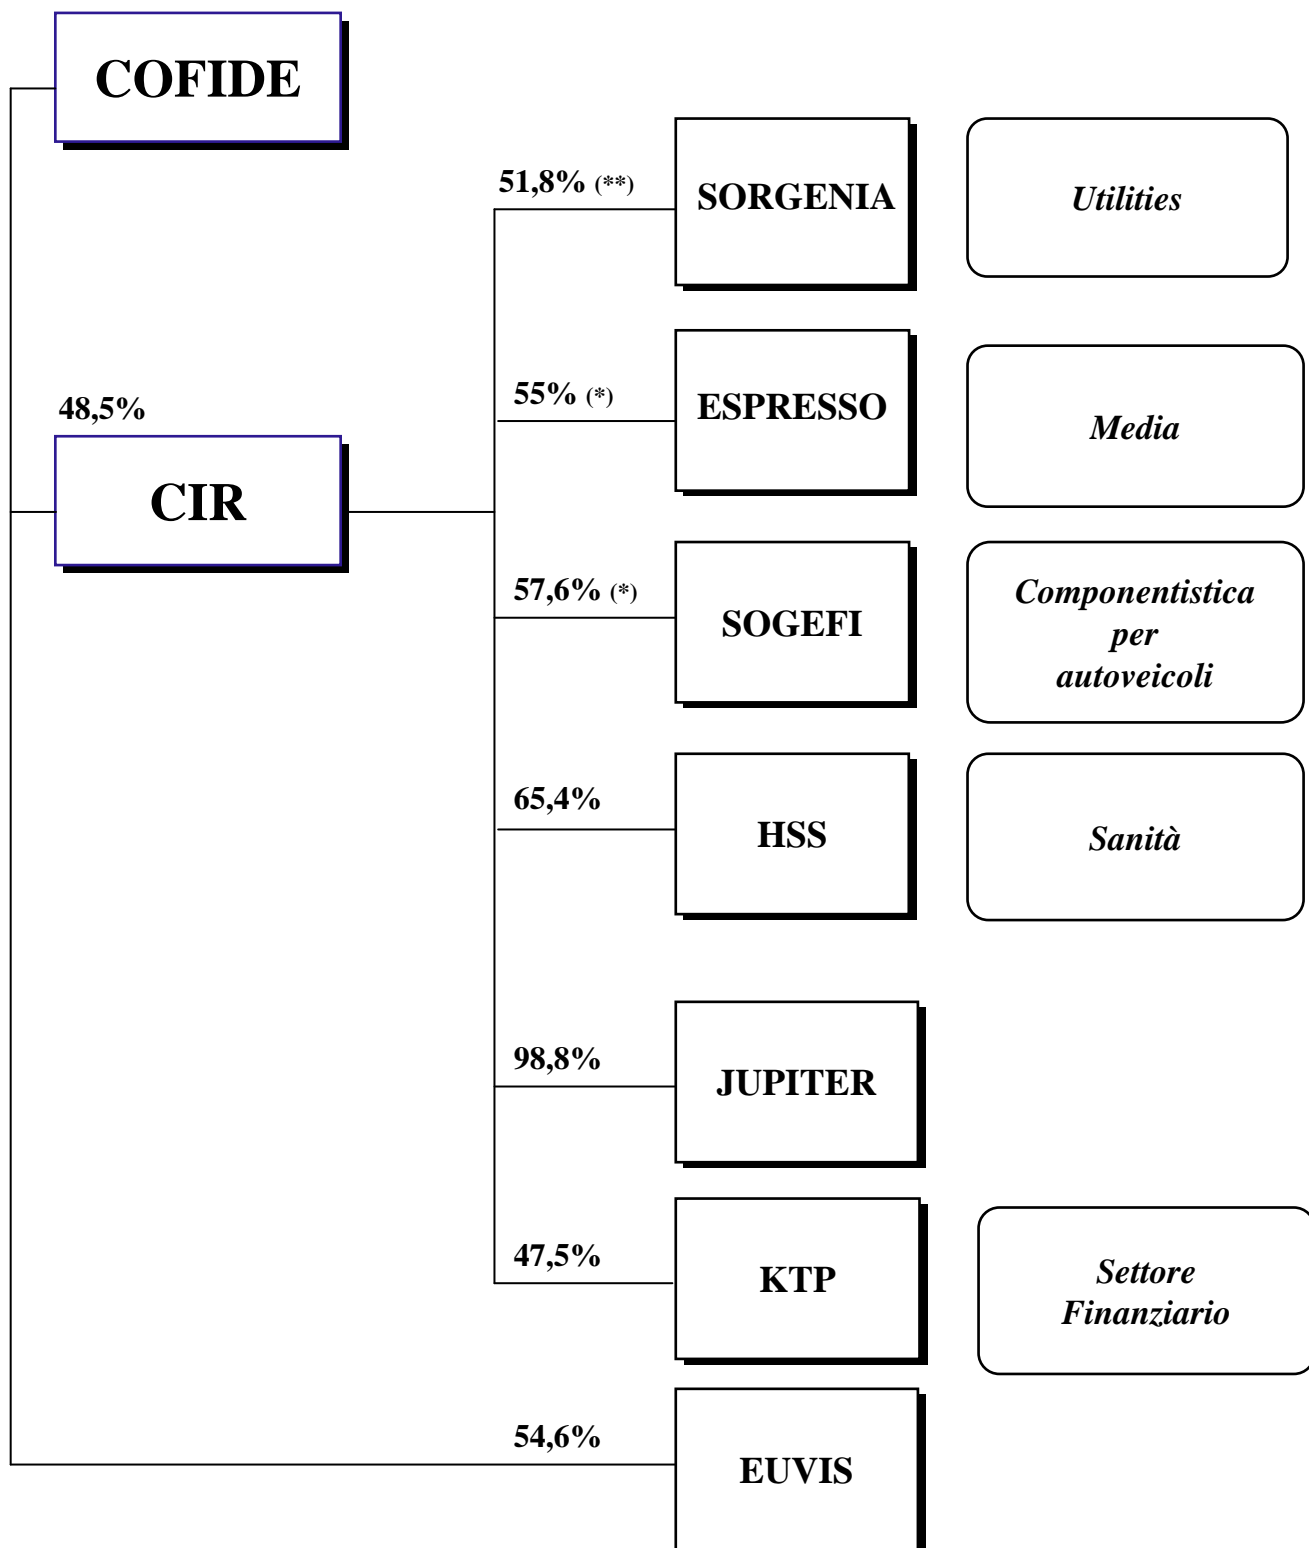 COFIDE
51,8% (**)
SORGENIA
Utilities
48,5%
CIR
55% (*)
ESPRESSO
Media
57,6% (*)
SOGEFI
Componentistica
per
autoveicoli
65,4%
HSS
Sanità
98,8%
JUPITER
47,5%
KTP
Settore
Finanziario
54,6%
EUVIS